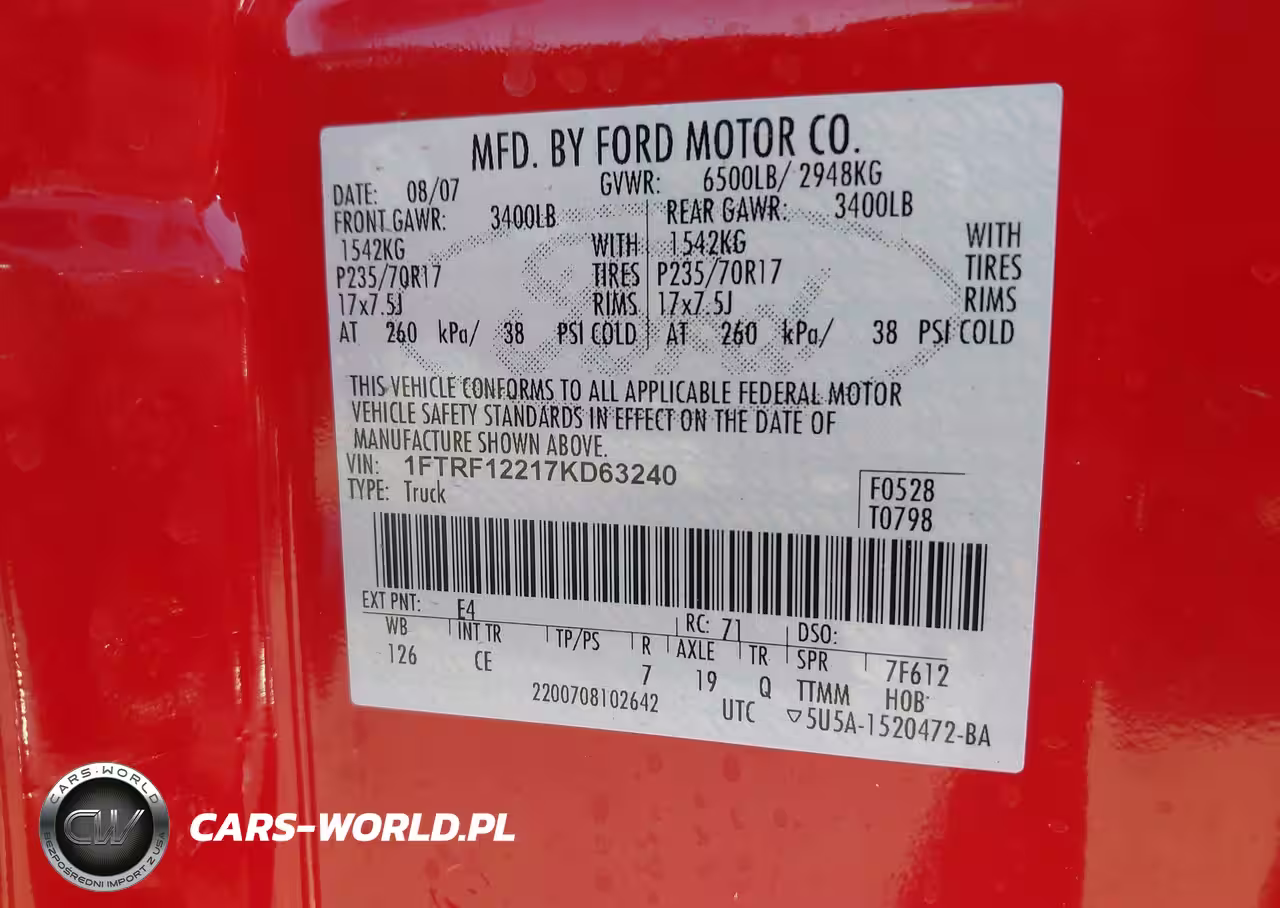 MFD. BY FORD MOTOR CO.
DATE: 08/07 GVWR: 6500LB/ 2948KG
FRONT GAWR: 3400LB REAR GAWR: 3400LB
1542KG WITH 1542KG WITH
P235/70R17 TIRES P235/70R17 TIRES
17x7.5J RIMS 17x7.5J RIMS
AT 260 kPa/ 38 PSI COLD AT 260 kPa/ 38 PSI COLD
Ford
THIS VEHICLE CONFORMS TO ALL APPLICABLE FEDERAL MOTOR
VEHICLE SAFETY STANDARDS IN EFFECT ON THE DATE OF
MANUFACTURE SHOWN ABOVE.
VIN: 1FTRF12217KD63240
TYPE: Truck
F0528
T0798
EXT PNT: E4 RC: 71 DSO:
WB INT TR TP/PS R AXLE TR SPR 7F612
126 CE 7 19 Q TTMM HOB
2200708102642 UTC ▽5U5A-1520472-BA
CARS-WORLD
CW
BEZPOŚREDNI IMPORT Z USA
CARS-WORLD.PL